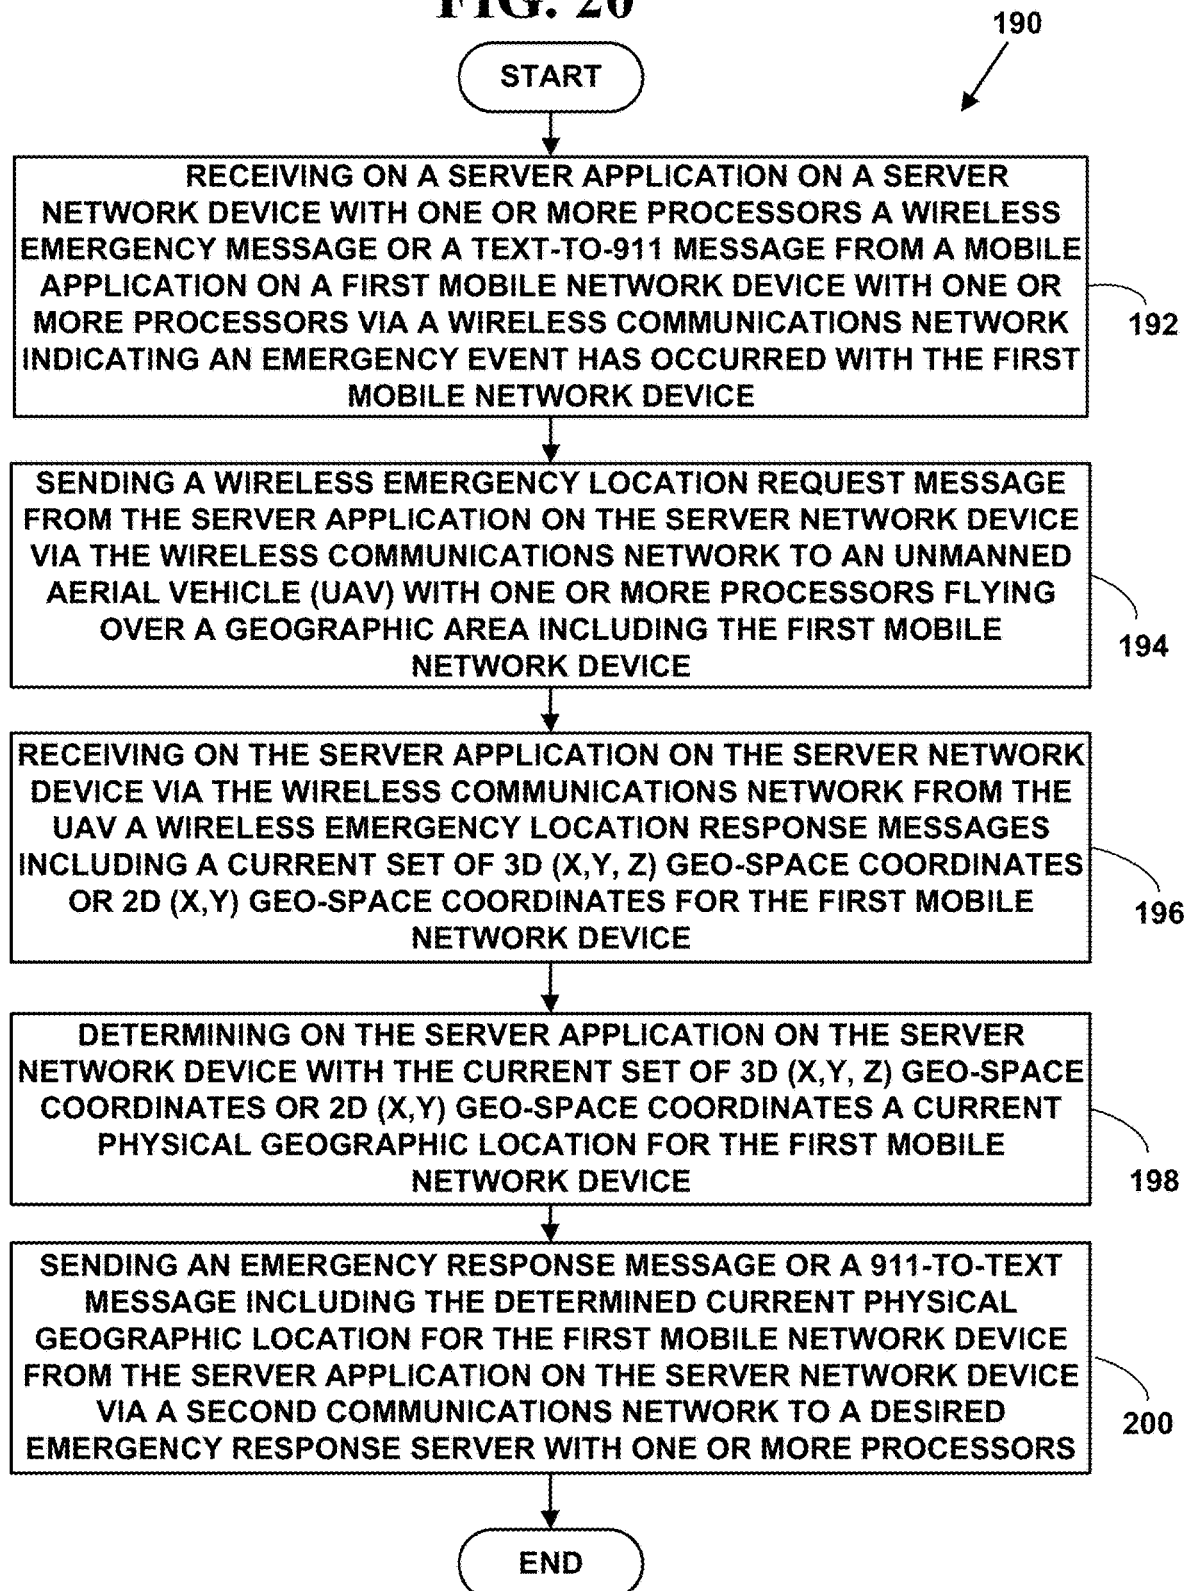 FIG. 20
190
START
RECEIVING ON A SERVER APPLICATION ON A SERVER
NETWORK DEVICE WITH ONE OR MORE PROCESSORS A WIRELESS
EMERGENCY MESSAGE OR A TEXT-TO-911 MESSAGE FROM A MOBILE
APPLICATION ON A FIRST MOBILE NETWORK DEVICE WITH ONE OR
MORE PROCESSORS VIA A WIRELESS COMMUNICATIONS NETWORK
INDICATING AN EMERGENCY EVENT HAS OCCURRED WITH THE FIRST
MOBILE NETWORK DEVICE
192
SENDING A WIRELESS EMERGENCY LOCATION REQUEST MESSAGE
FROM THE SERVER APPLICATION ON THE SERVER NETWORK DEVICE
VIA THE WIRELESS COMMUNICATIONS NETWORK TO AN UNMANNED
AERIAL VEHICLE (UAV) WITH ONE OR MORE PROCESSORS FLYING
OVER A GEOGRAPHIC AREA INCLUDING THE FIRST MOBILE
NETWORK DEVICE
194
RECEIVING ON THE SERVER APPLICATION ON THE SERVER NETWORK
DEVICE VIA THE WIRELESS COMMUNICATIONS NETWORK FROM THE
UAV A WIRELESS EMERGENCY LOCATION RESPONSE MESSAGES
INCLUDING A CURRENT SET OF 3D (X,Y, Z) GEO-SPACE COORDINATES
OR 2D (X,Y) GEO-SPACE COORDINATES FOR THE FIRST MOBILE
NETWORK DEVICE
196
DETERMINING ON THE SERVER APPLICATION ON THE SERVER
NETWORK DEVICE WITH THE CURRENT SET OF 3D (X,Y, Z) GEO-SPACE
COORDINATES OR 2D (X,Y) GEO-SPACE COORDINATES A CURRENT
PHYSICAL GEOGRAPHIC LOCATION FOR THE FIRST MOBILE
NETWORK DEVICE
198
SENDING AN EMERGENCY RESPONSE MESSAGE OR A 911-TO-TEXT
MESSAGE INCLUDING THE DETERMINED CURRENT PHYSICAL
GEOGRAPHIC LOCATION FOR THE FIRST MOBILE NETWORK DEVICE
FROM THE SERVER APPLICATION ON THE SERVER NETWORK DEVICE
VIA A SECOND COMMUNICATIONS NETWORK TO A DESIRED
EMERGENCY RESPONSE SERVER WITH ONE OR MORE PROCESSORS
200
END